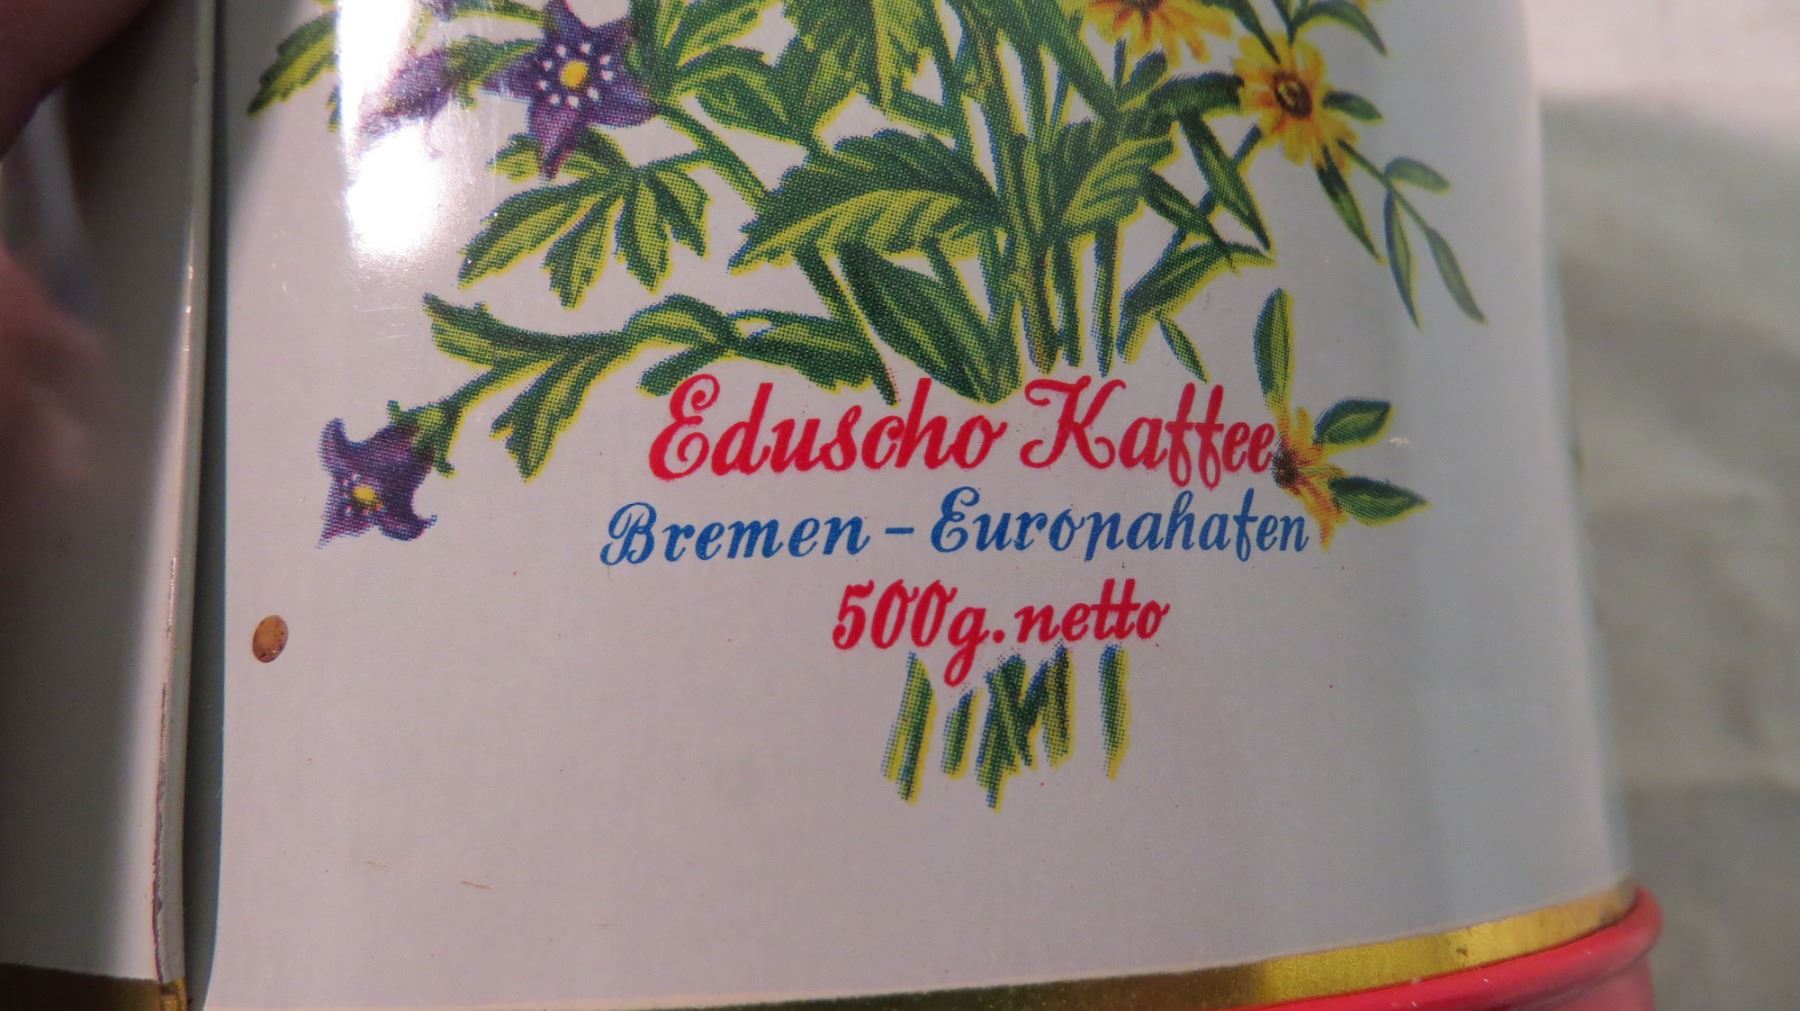 Eduscho Kaffee
Bremen – Europahafen
500g. netto